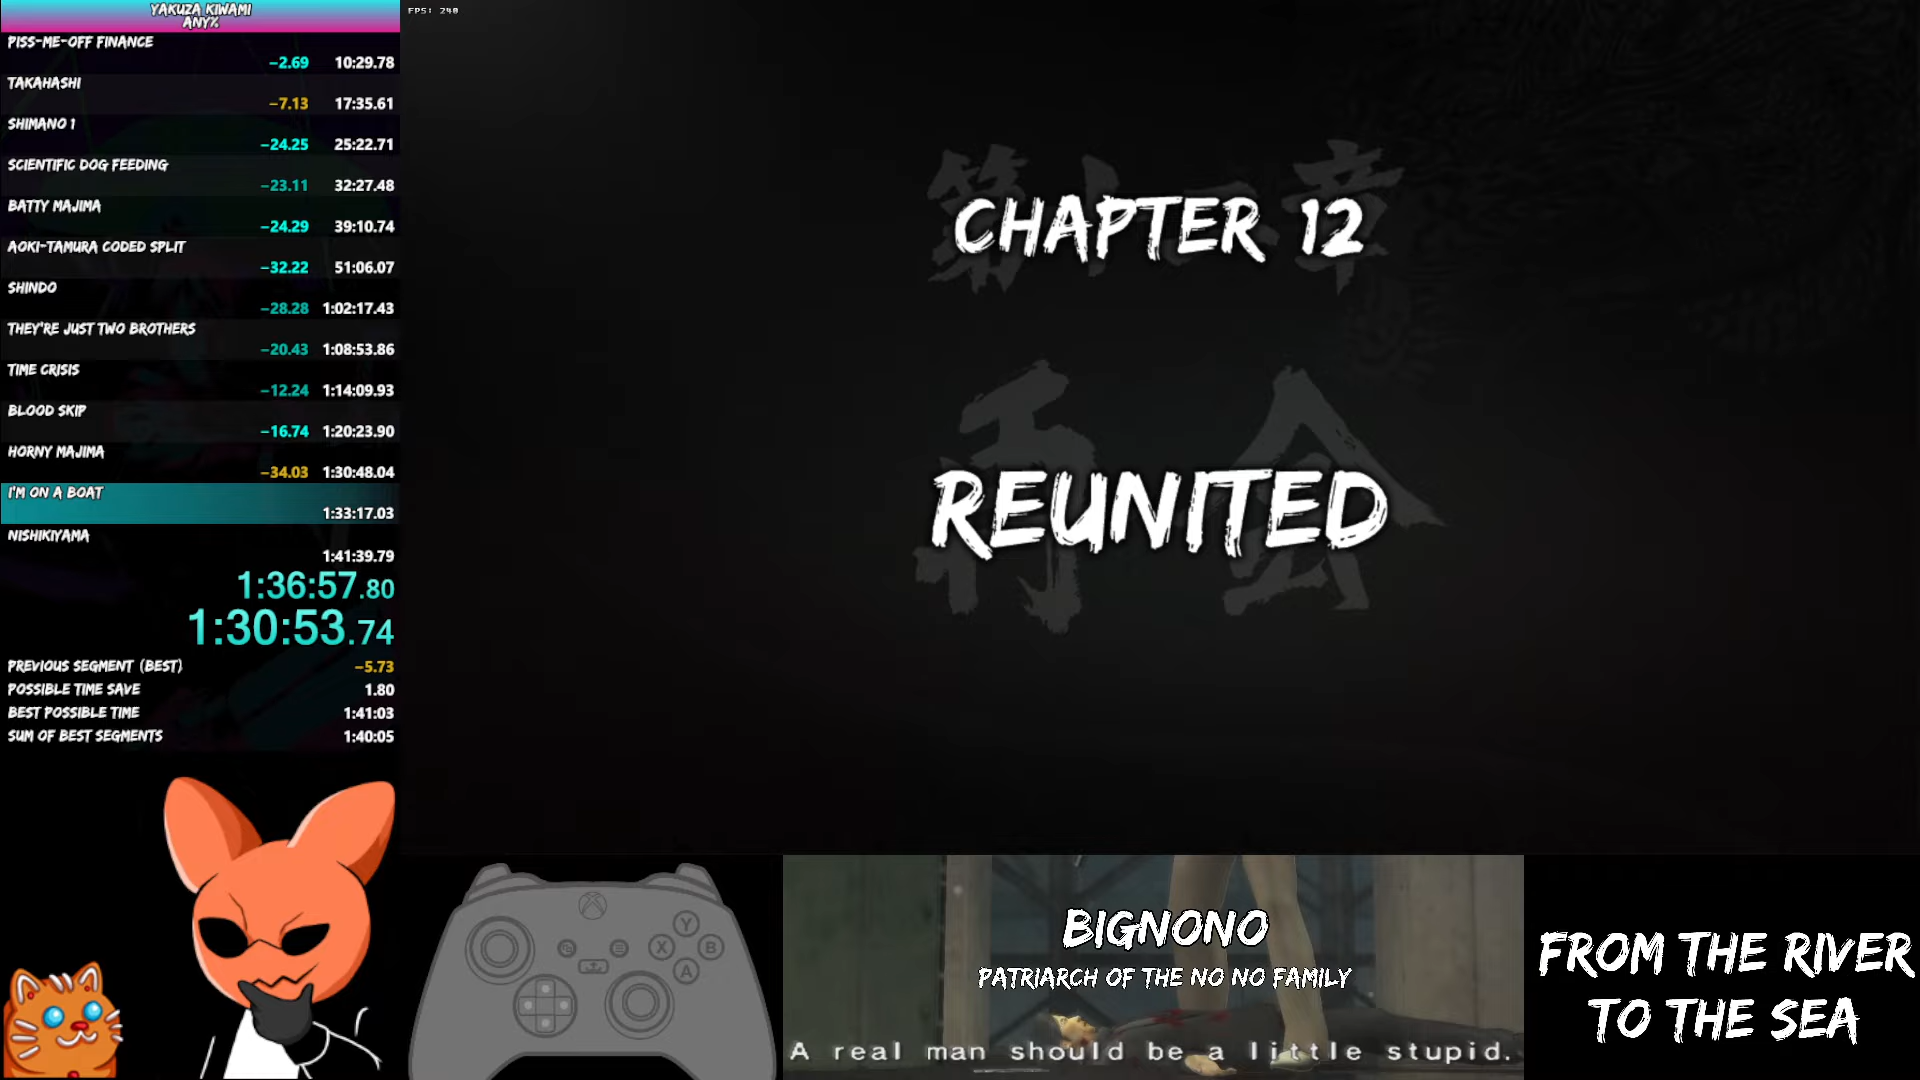 YAKUZA KIWAMI
ANY%
PISS-ME-OFF FINANCE
-2.69 10:29.78
TAKAHASHI
-7.13 17:35.61
SHIMANO 1
-24.25 25:22.71
SCIENTIFIC DOG FEEDING
-23.11 32:27.48
BATTY MAJIMA
-24.29 39:10.74
AOKI-TAMURA CODED SPLIT
-32.22 51:06.07
SHINDO
-28.28 1:02:17.43
THEY'RE JUST TWO BROTHERS
-20.43 1:08:53.86
TIME CRISIS
-12.24 1:14:09.93
BLOOD SKIP
-16.74 1:20:23.90
HORNY MAJIMA
-34.03 1:30:48.04
I'M ON A BOAT
1:33:17.03
NISHIKIYAMA
1:41:39.79
1:36:57.80
1:30:53.74
PREVIOUS SEGMENT (BEST) -5.73
POSSIBLE TIME SAVE 1.80
BEST POSSIBLE TIME 1:41:03
SUM OF BEST SEGMENTS 1:40:05
FPS: 240
第十二章
CHAPTER 12
再会
REUNITED
Y
X B
A
BIGNONO
PATRIARCH OF THE NO NO FAMILY
A real man should be a little stupid.
FROM THE RIVER
TO THE SEA